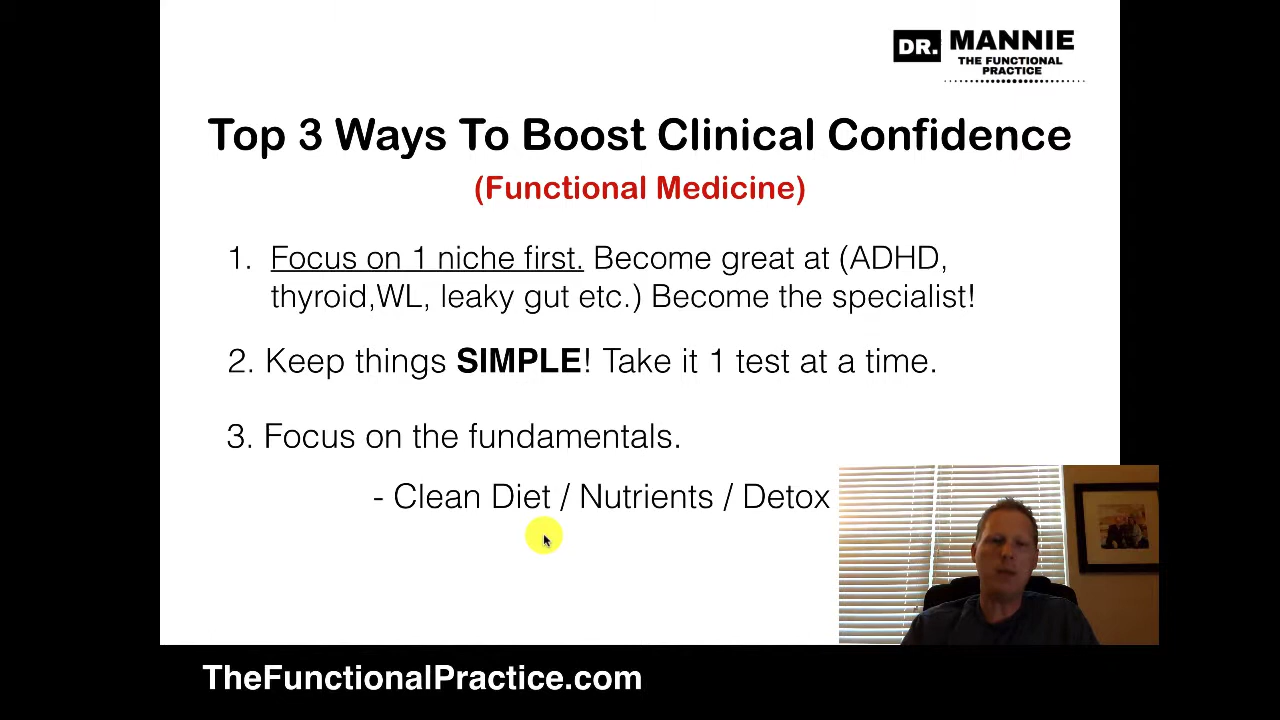 DR. MANNIE
THE FUNCTIONAL
PRACTICE
Top 3 Ways To Boost Clinical Confidence
(Functional Medicine)
1. Focus on 1 niche first. Become great at (ADHD,
thyroid,WL, leaky gut etc.) Become the specialist!
2. Keep things SIMPLE! Take it 1 test at a time.
3. Focus on the fundamentals.
- Clean Diet / Nutrients / Detox
TheFunctionalPractice.com